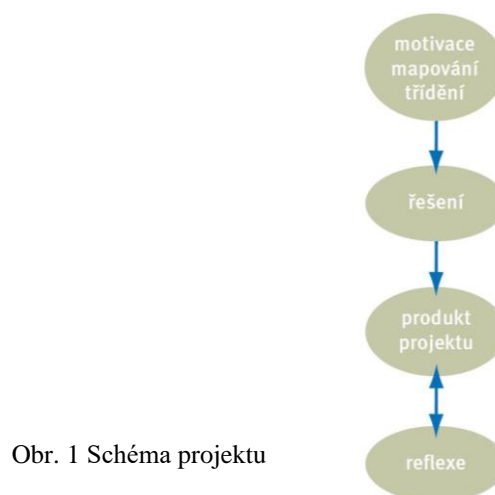 motivace
mapování
třídění
řešení
produkt
projektu
reflexe
Obr. 1 Schéma projektu